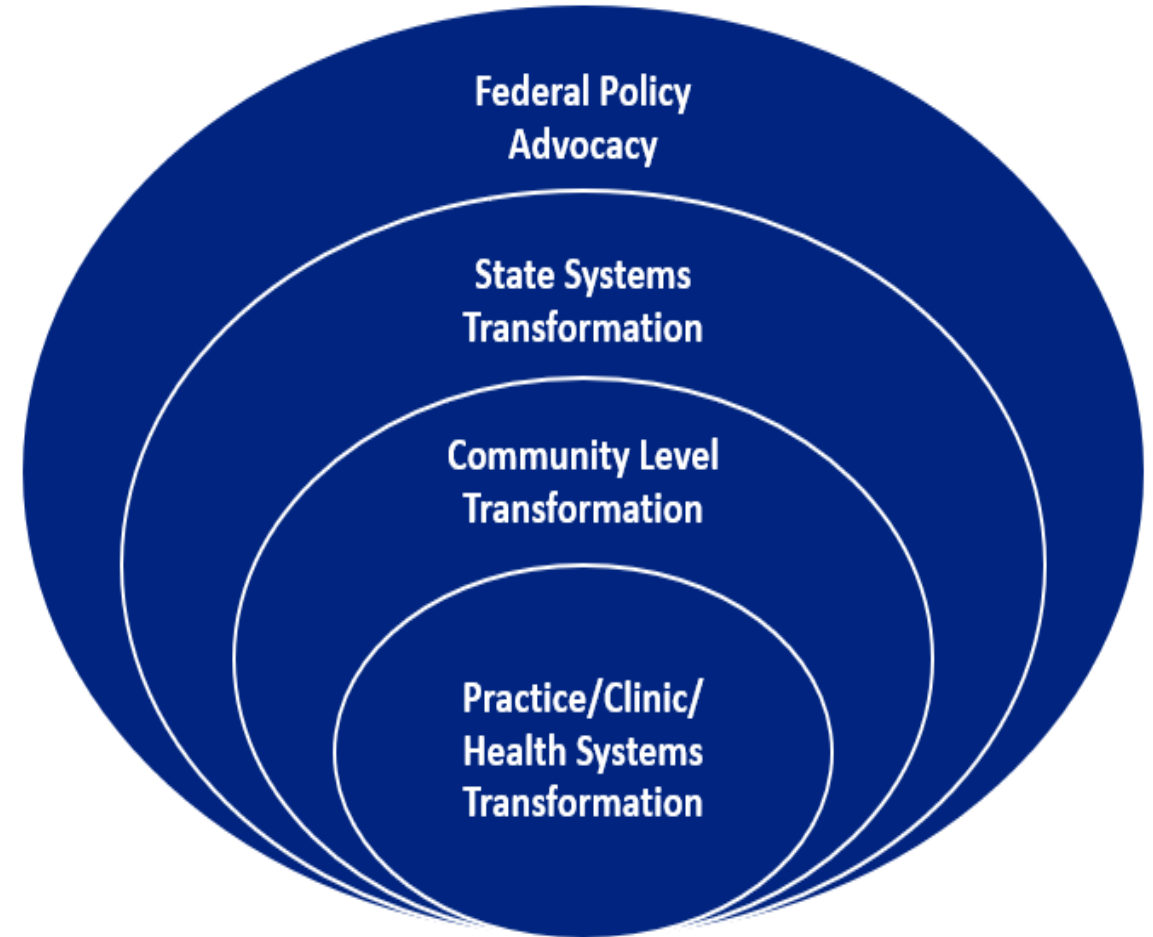 Federal Policy
Advocacy
State Systems
Transformation
Community Level
Transformation
Practice/Clinic/
Health Systems
Transformation